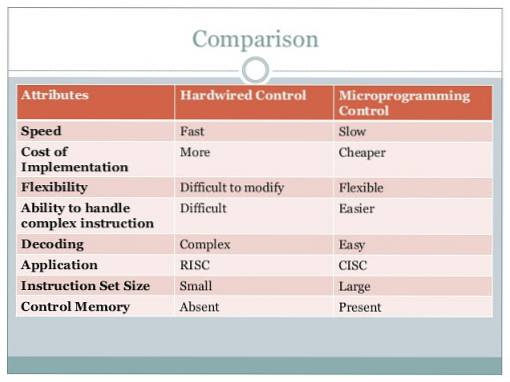 Comparison
Attributes Hardwired Control Microprogramming
Control
Speed Fast Slow
Cost of More Cheaper
Implementation
Flexibility Difficult to modify Flexible
Ability to handle Difficult Easier
complex instruction
Decoding Complex Easy
Application RISC CISC
Instruction Set Size Small Large
Control Memory Absent Present